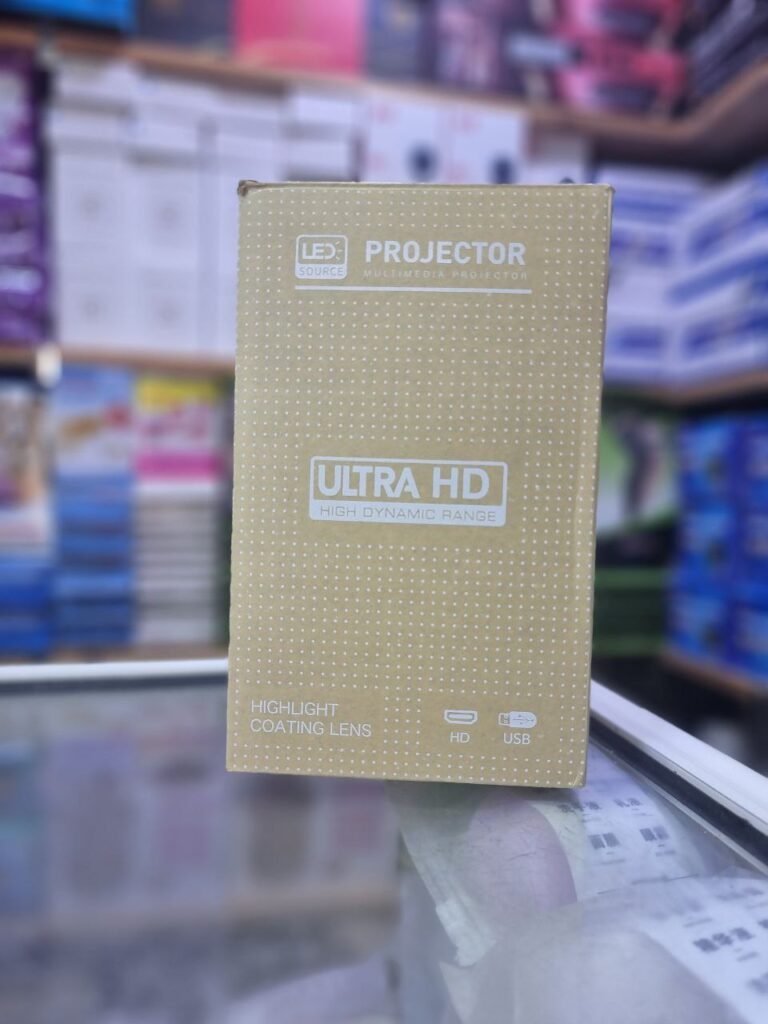 LED
SOURCE
PROJECTOR
MULTIMEDIA PROJECTOR
ULTRA HD
HIGH DYNAMIC RANGE
HIGHLIGHT
COATING LENS
HD
USB